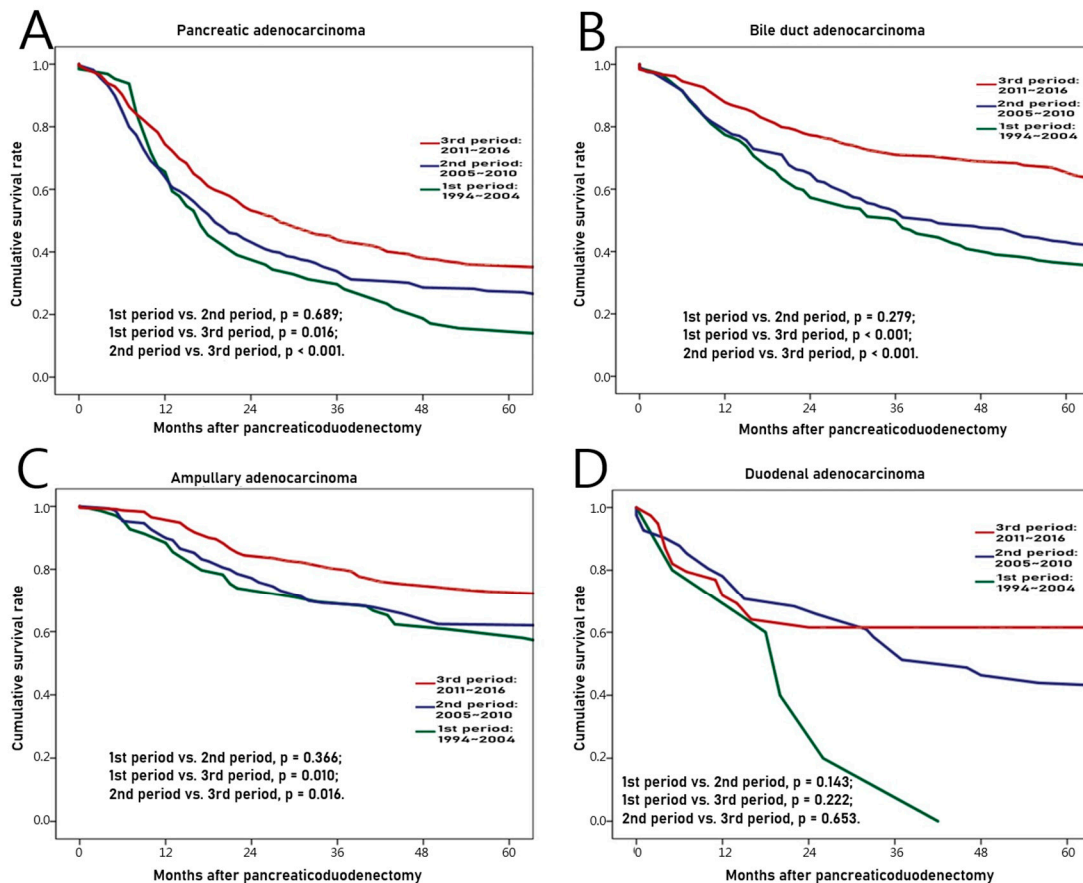 A
Pancreatic adenocarcinoma
Cumulative survival rate
1.0
0.8
0.6
0.4
0.2
0.0
3rd period:
2011~2016
2nd period:
2005~2010
1st period:
1994~2004
1st period vs. 2nd period, p = 0.689;
1st period vs. 3rd period, p = 0.016;
2nd period vs. 3rd period, p < 0.001.
0 12 24 36 48 60
Months after pancreaticoduodenectomy
B
Bile duct adenocarcinoma
Cumulative survival rate
1.0
0.8
0.6
0.4
0.2
0.0
3rd period:
2011~2016
2nd period:
2005~2010
1st period:
1994~2004
1st period vs. 2nd period, p = 0.279;
1st period vs. 3rd period, p < 0.001;
2nd period vs. 3rd period, p < 0.001.
0 12 24 36 48 60
Months after pancreaticoduodenectomy
C
Ampullary adenocarcinoma
Cumulative survival rate
1.0
0.8
0.6
0.4
0.2
0.0
3rd period:
2011~2016
2nd period:
2005~2010
1st period:
1994~2004
1st period vs. 2nd period, p = 0.366;
1st period vs. 3rd period, p = 0.010;
2nd period vs. 3rd period, p = 0.016.
0 12 24 36 48 60
Months after pancreaticoduodenectomy
D
Duodenal adenocarcinoma
Cumulative survival rate
1.0
0.8
0.6
0.4
0.2
0.0
3rd period:
2011~2016
2nd period:
2005~2010
1st period:
1994~2004
1st period vs. 2nd period, p = 0.143;
1st period vs. 3rd period, p = 0.222;
2nd period vs. 3rd period, p = 0.653.
0 12 24 36 48 60
Months after pancreaticoduodenectomy